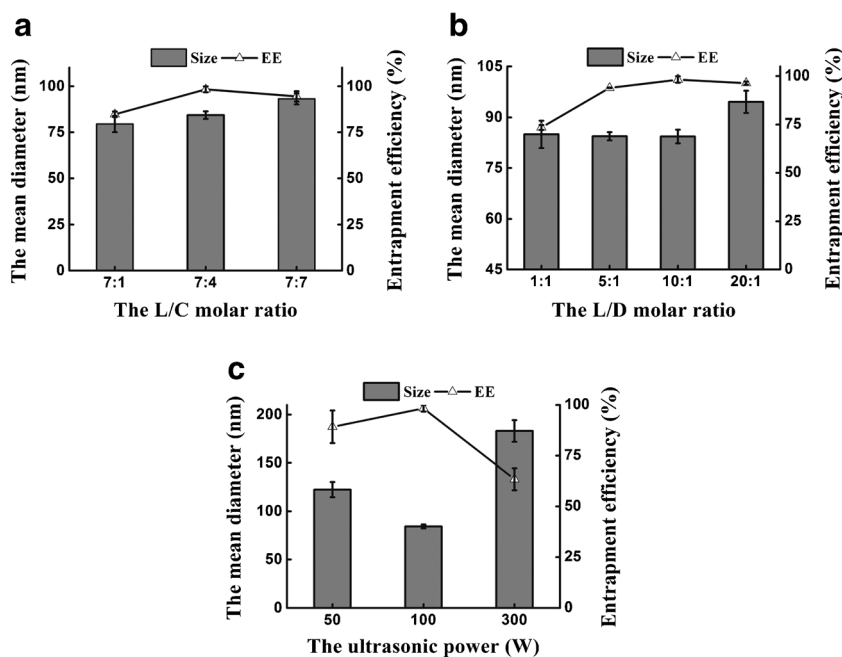 a
Size EE
The mean diameter (nm)
100
75
50
25
0
100
75
50
25
0
Entrapment efficiency (%)
7:1 7:4 7:7
The L/C molar ratio
b
Size EE
The mean diameter (nm)
105
95
85
75
65
55
45
100
75
50
25
0
Entrapment efficiency (%)
1:1 5:1 10:1 20:1
The L/D molar ratio
c
Size EE
The mean diameter (nm)
200
150
100
50
0
100
75
50
25
0
Entrapment efficiency (%)
50 100 300
The ultrasonic power (W)